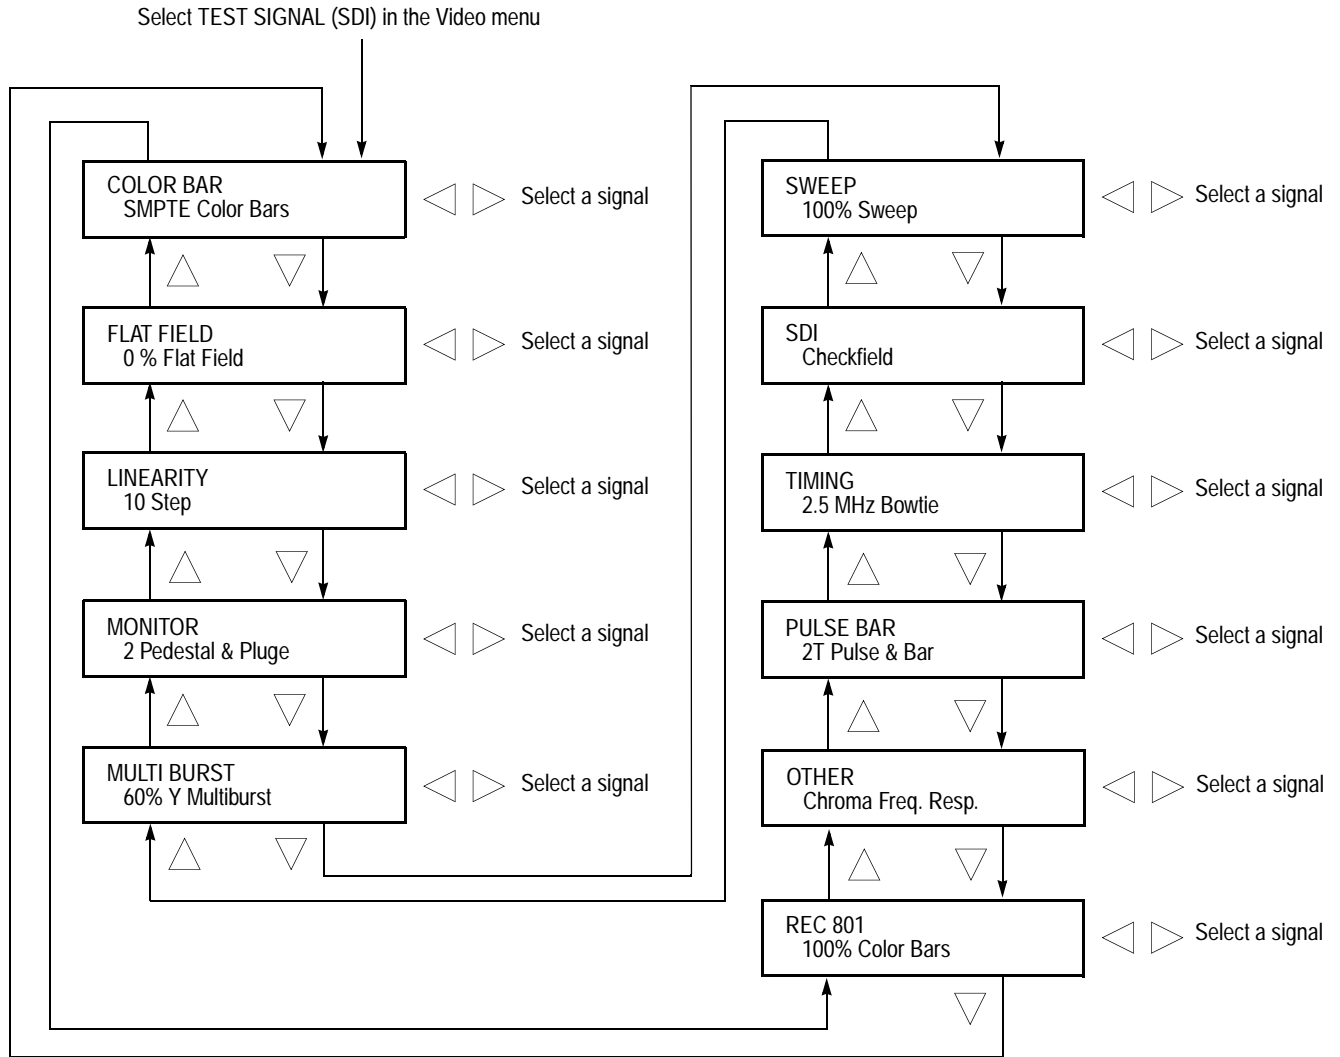 Select TEST SIGNAL (SDI) in the Video menu
COLOR BAR
SMPTE Color Bars
Select a signal
FLAT FIELD
0 % Flat Field
Select a signal
LINEARITY
10 Step
Select a signal
MONITOR
2 Pedestal & Pluge
Select a signal
MULTI BURST
60% Y Multiburst
Select a signal
SWEEP
100% Sweep
Select a signal
SDI
Checkfield
Select a signal
TIMING
2.5 MHz Bowtie
Select a signal
PULSE BAR
2T Pulse & Bar
Select a signal
OTHER
Chroma Freq. Resp.
Select a signal
REC 801
100% Color Bars
Select a signal